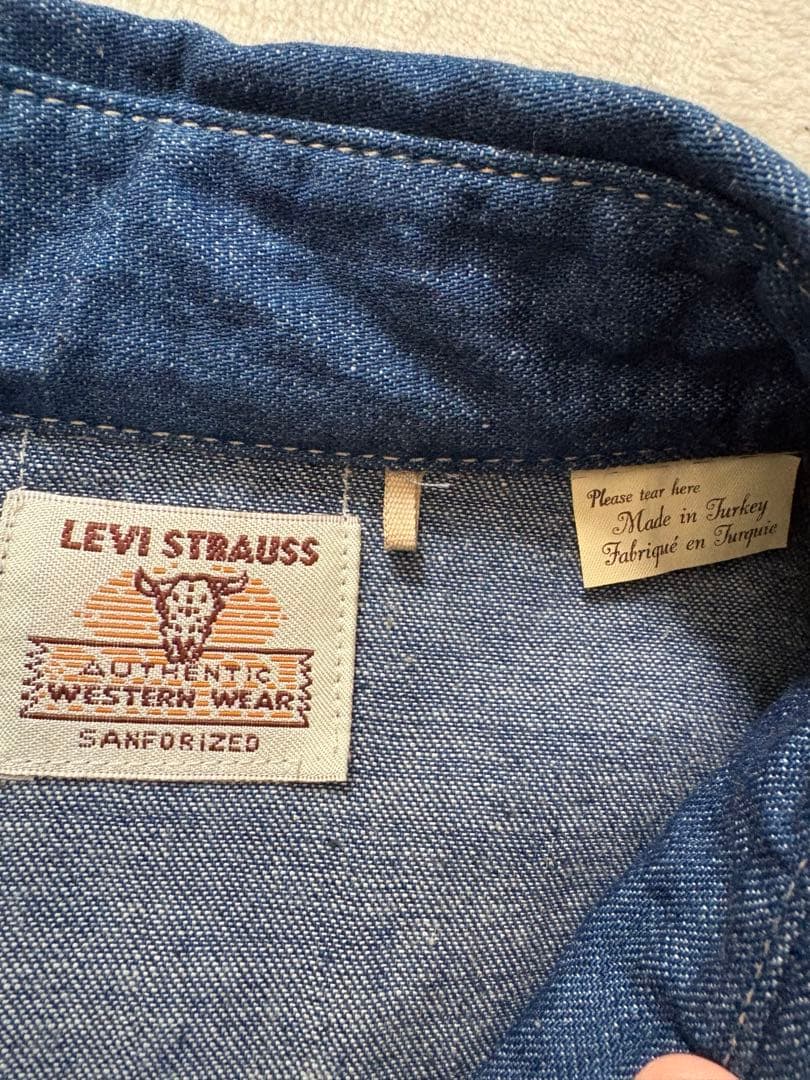 LEVI STRAUSS
AUTHENTIC
WESTERN WEAR
SANFORIZED
Please tear here
Made in Turkey
Fabriqué en Turquie